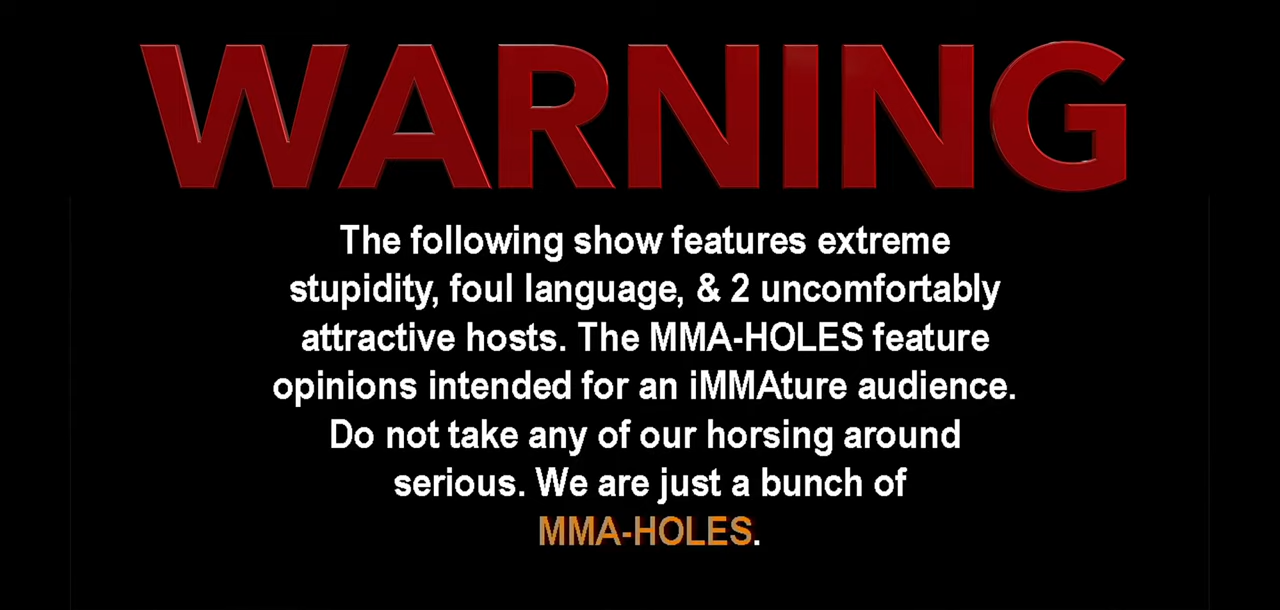 WARNING
The following show features extreme
stupidity, foul language, & 2 uncomfortably
attractive hosts. The MMA-HOLES feature
opinions intended for an iMMAture audience.
Do not take any of our horsing around
serious. We are just a bunch of
MMA-HOLES.